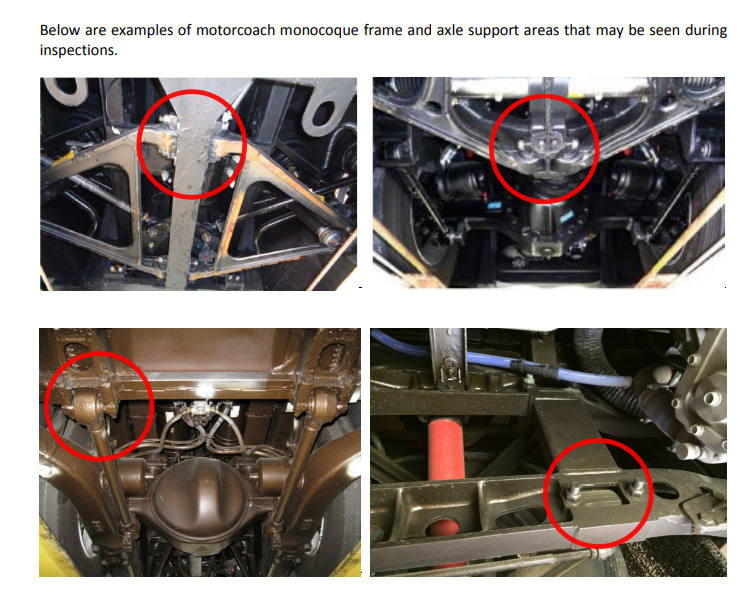 Below are examples of motorcoach monocoque frame and axle support areas that may be seen during
inspections.